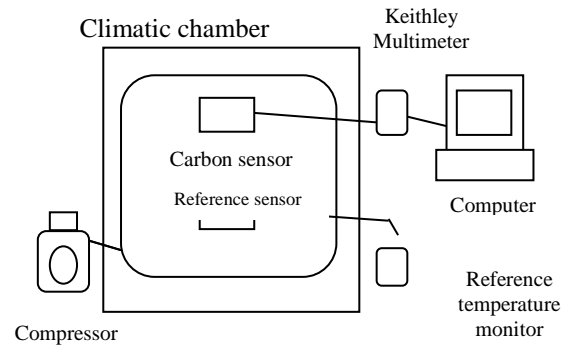 Keithley
Multimeter
Climatic chamber
Carbon sensor
Reference sensor
Computer
Reference
temperature
monitor
Compressor